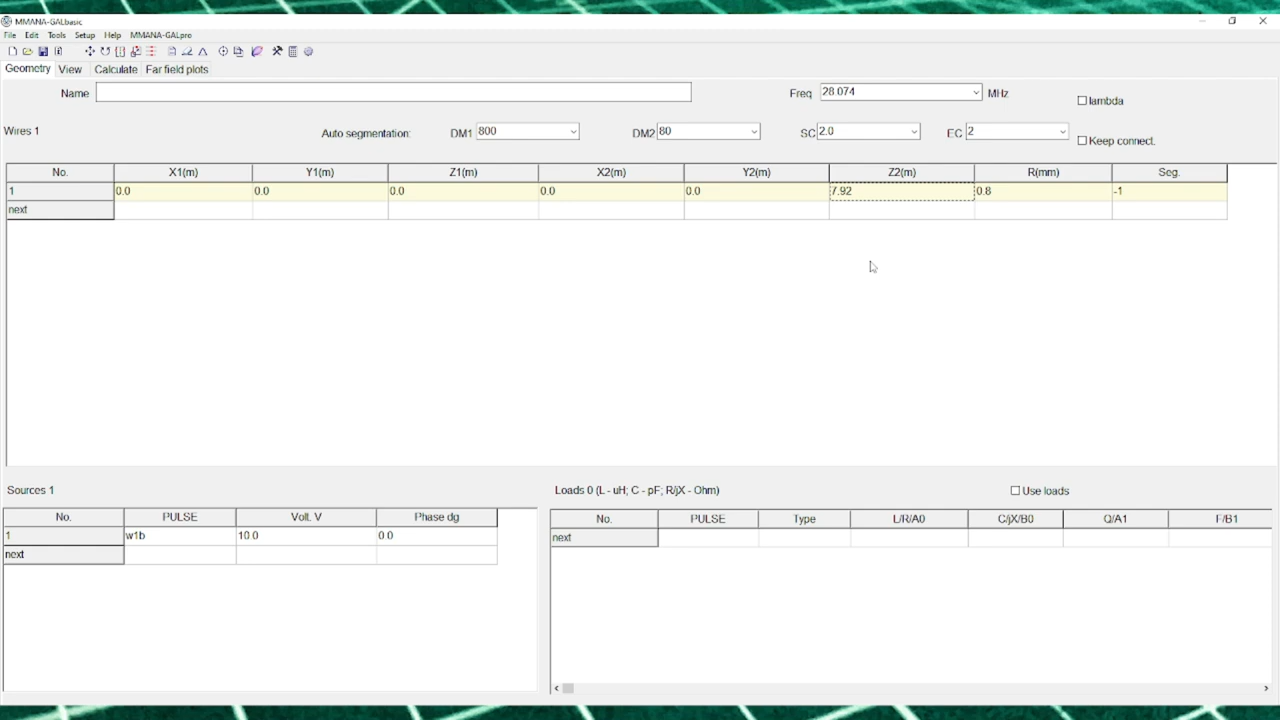 MMANA-GALbasic
File Edit Tools Setup Help MMANA-GALpro
Geometry View Calculate Far field plots
Name Freq 28.074 MHz lambda
Wires 1 Auto segmentation: DM1 800 DM2 80 SC 2.0 EC 2 Keep connect.
No. X1(m) Y1(m) Z1(m) X2(m) Y2(m) Z2(m) R(mm) Seg.
1 0.0 0.0 0.0 0.0 0.0 7.92 0.8 -1
next
Sources 1
No. PULSE Volt. V Phase dg
1 w1b 10.0 0.0
next
Loads 0 (L - uH; C - pF; R/jX - Ohm) Use loads
No. PULSE Type L/R/A0 C/jX/B0 Q/A1 F/B1
next